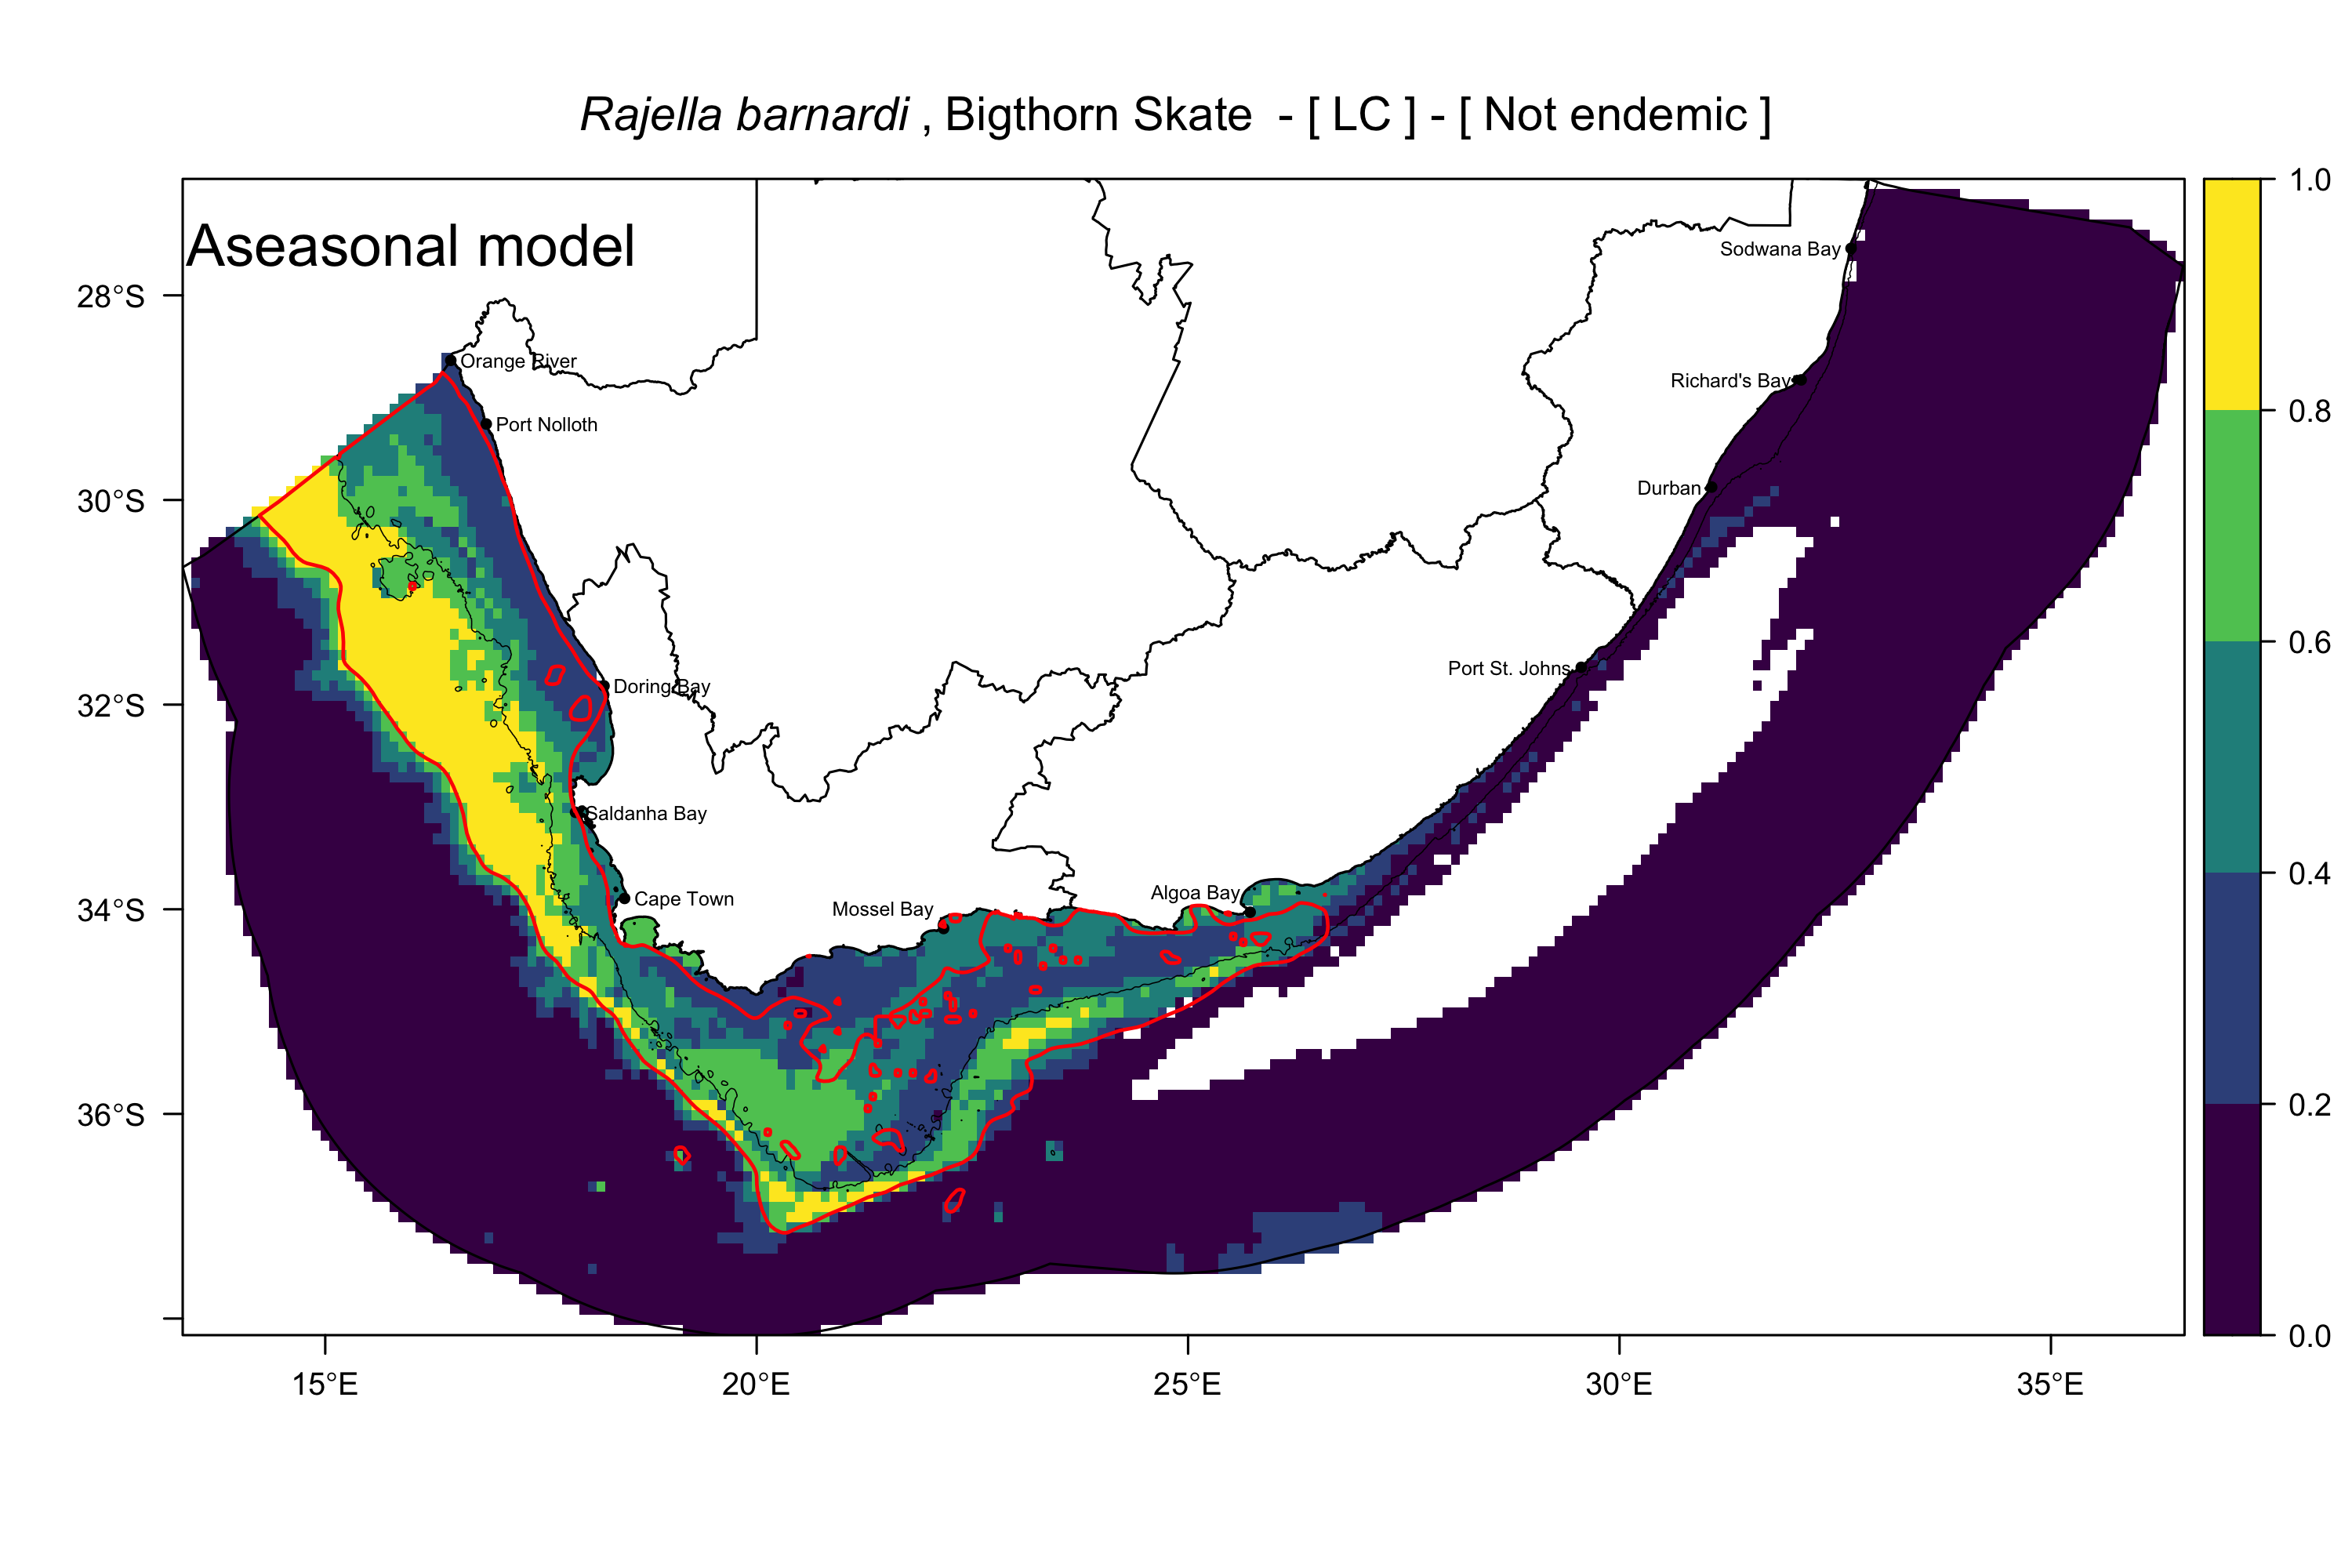 Rajella barnardi , Bigthorn Skate - [ LC ] - [ Not endemic ]
Aseasonal model
1.0
0.8
0.6
0.4
0.2
0.0
28°S
30°S
32°S
34°S
36°S
15°E
20°E
25°E
30°E
35°E
Sodwana Bay
Orange River
Richard's Bay
Port Nolloth
Durban
Port St. Johns
Doring Bay
Saldanha Bay
Algoa Bay
Cape Town
Mossel Bay